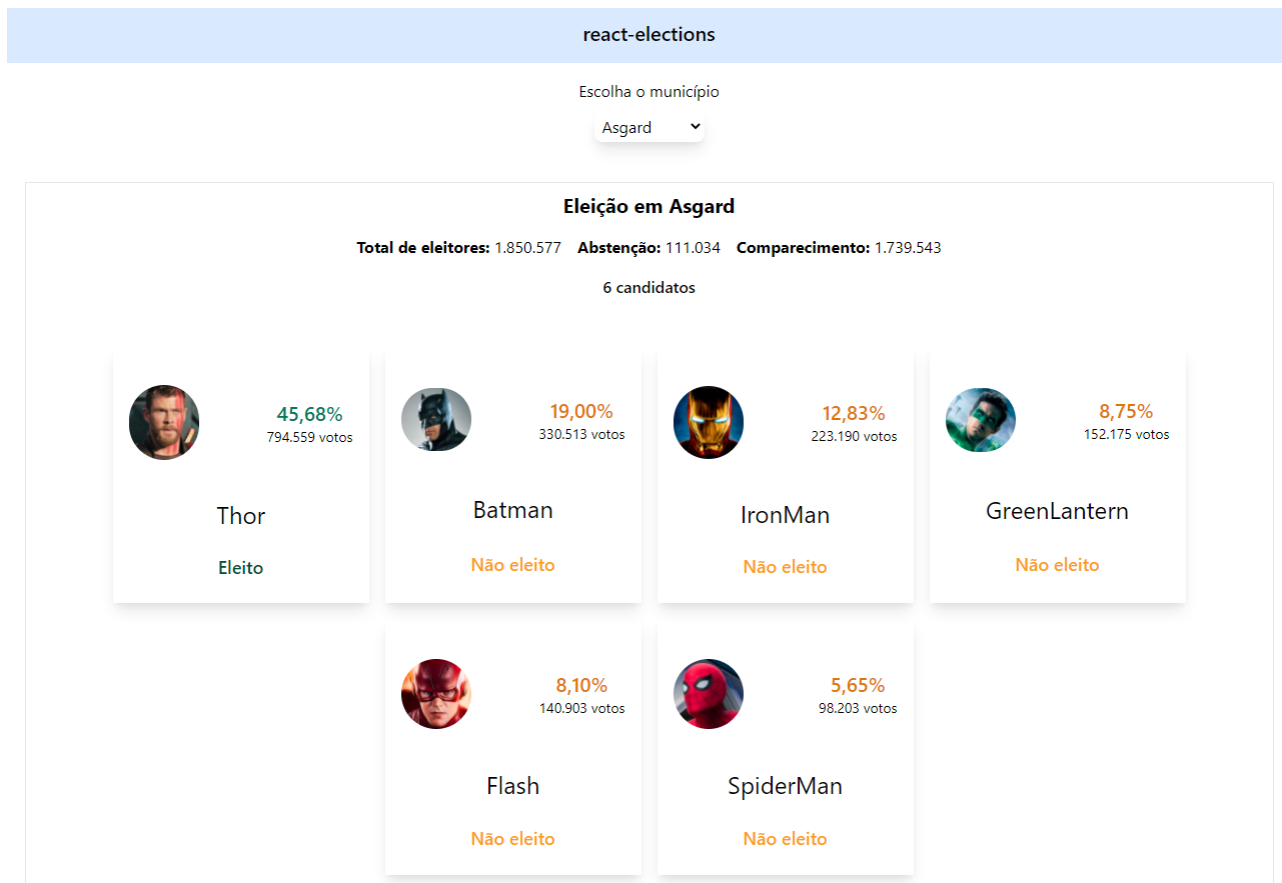 react-elections
Escolha o município
Asgard
Eleição em Asgard
Total de eleitores: 1.850.577 Abstenção: 111.034 Comparecimento: 1.739.543
6 candidatos
45,68%
794.559 votos
Thor
Eleito
19,00%
330.513 votos
Batman
Não eleito
12,83%
223.190 votos
IronMan
Não eleito
8,75%
152.175 votos
GreenLantern
Não eleito
8,10%
140.903 votos
Flash
Não eleito
5,65%
98.203 votos
SpiderMan
Não eleito